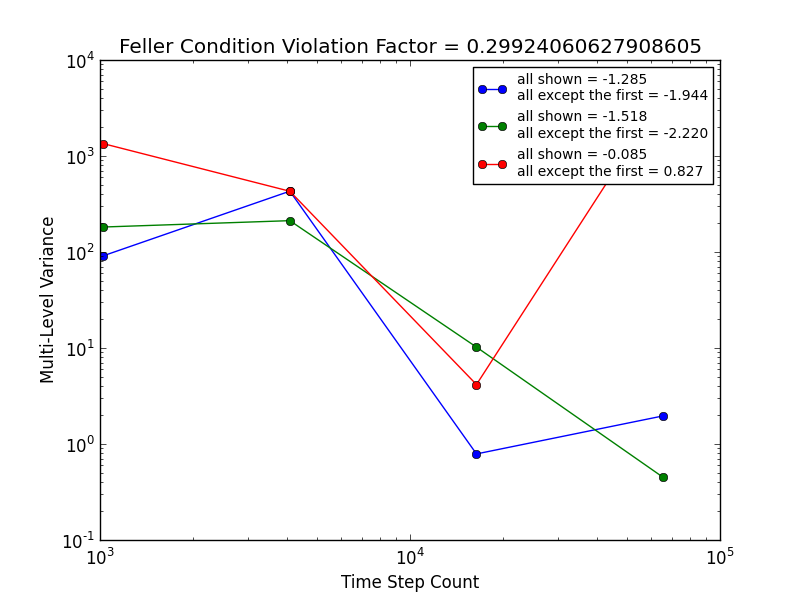 Feller Condition Violation Factor = 0.29924060627908605
10^4
10^3
10^2
10^1
10^0
10^-1
Multi-Level Variance
all shown = -1.285
all except the first = -1.944
all shown = -1.518
all except the first = -2.220
all shown = -0.085
all except the first = 0.827
10^3
10^4
10^5
Time Step Count